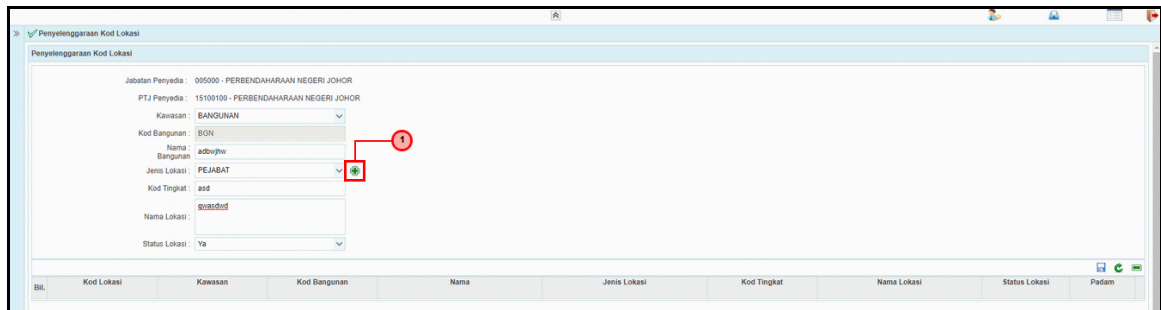 Penyelenggaraan Kod Lokasi
Penyelenggaraan Kod Lokasi
Jabatan Penyedia : 005000 - PERBENDAHARAAN NEGERI JOHOR
PTJ Penyedia : 15100100 - PERBENDAHARAAN NEGERI JOHOR
Kawasan : BANGUNAN
Kod Bangunan : BGN
Nama : Bangunan adbwjhw
1
Jenis Lokasi : PEJABAT
Kod Tingkat : asd
Nama Lokasi : qwasdwd
Status Lokasi : Ya
Bil. Kod Lokasi Kawasan Kod Bangunan Nama Jenis Lokasi Kod Tingkat Nama Lokasi Status Lokasi Padam